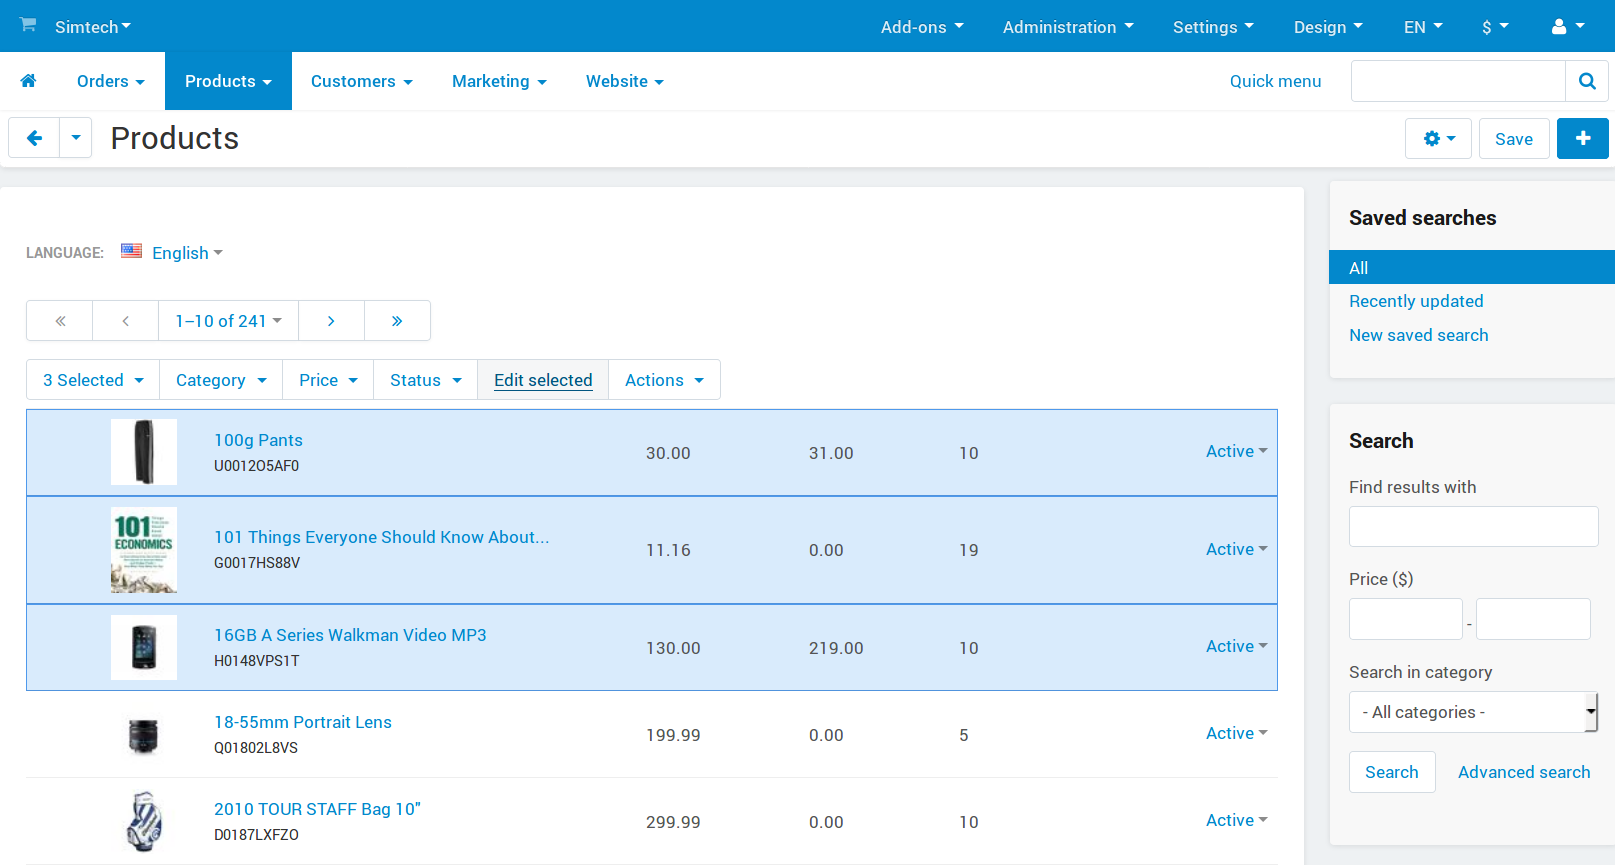 Simtech Add-ons Administration Settings Design EN $
Orders Products Customers Marketing Website Quick menu
Products Save
LANGUAGE: English
« ‹ 1–10 of 241 › »
3 Selected Category Price Status Edit selected Actions
100g Pants 30.00 31.00 10 Active
U0012O5AF0
101
ECONOMICS
101 Things Everyone Should Know About... 11.16 0.00 19 Active
G0017HS88V
16GB A Series Walkman Video MP3 130.00 219.00 10 Active
H0148VPS1T
18-55mm Portrait Lens 199.99 0.00 5 Active
Q01802L8VS
2010 TOUR STAFF Bag 10" 299.99 0.00 10 Active
D0187LXFZO
Saved searches
All
Recently updated
New saved search
Search
Find results with
Price ($)
-
Search in category
- All categories -
Search Advanced search